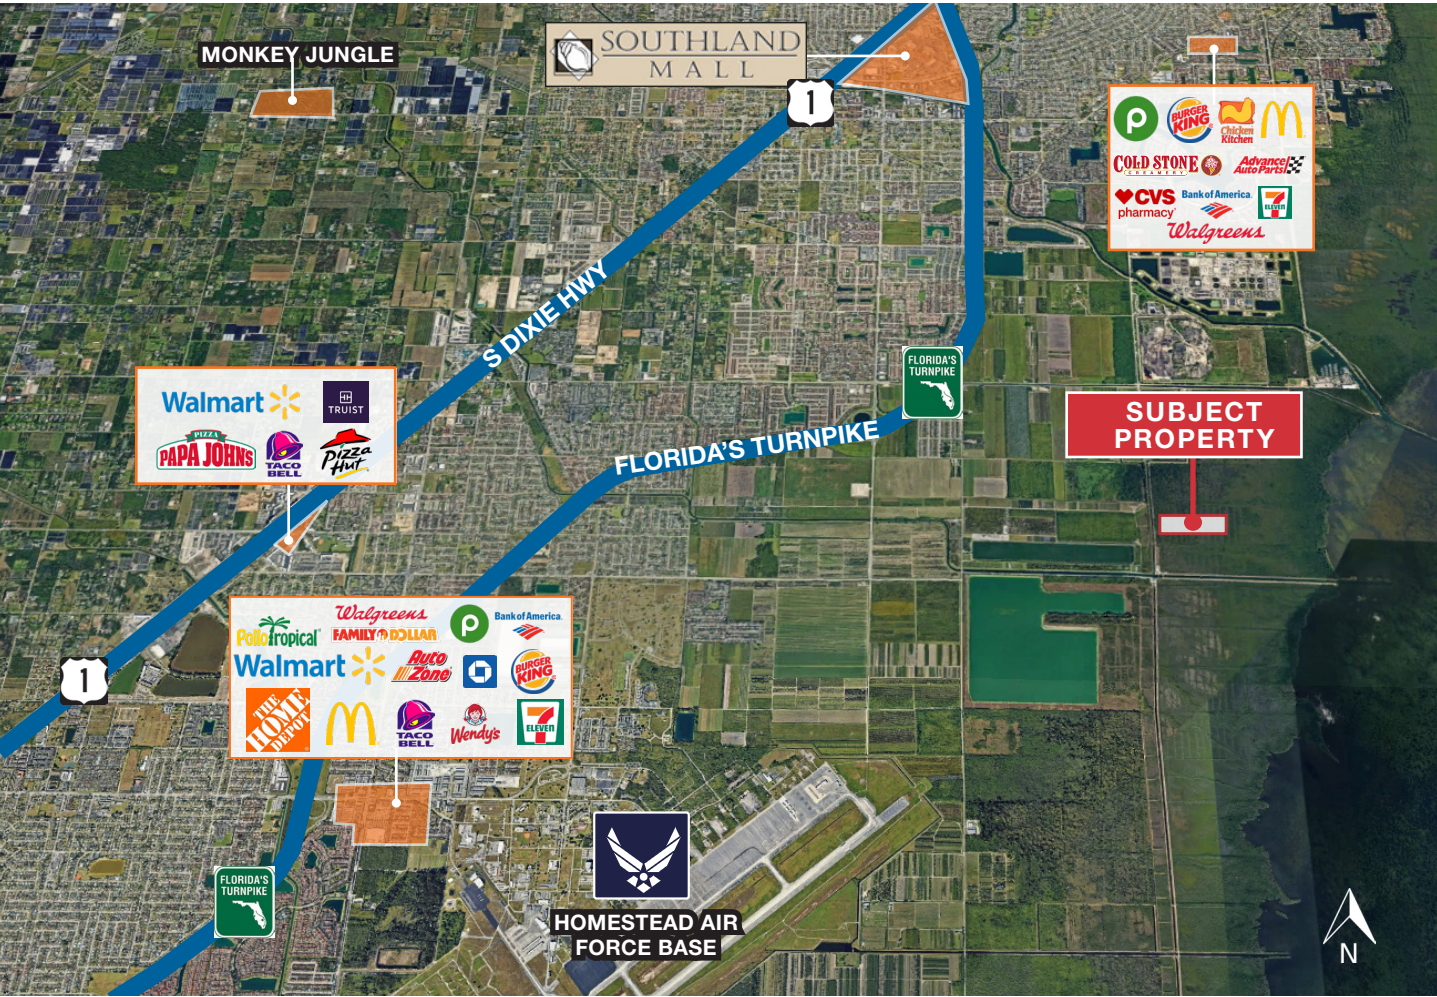 MONKEY JUNGLE
SOUTHLAND
MALL
1
BURGER
KING
Chicken
Kitchen
COLD STONE
CREAMERY
Advance
Auto Parts
CVS
pharmacy
Bank of America
7
ELEVEN
Walgreens
S DIXIE HWY
FLORIDA'S
TURNPIKE
FLORIDA'S TURNPIKE
SUBJECT
PROPERTY
Walmart
TRUIST
PIZZA
PAPA JOHNS
TACO
BELL
Pizza
Hut
1
Pollo Tropical
Walgreens
FAMILY DOLLAR
P
Bank of America
Walmart
Auto
Zone
BURGER
KING
THE
HOME
DEPOT
TACO
BELL
Wendy's
7
ELEVEN
FLORIDA'S
TURNPIKE
HOMESTEAD AIR
FORCE BASE
N